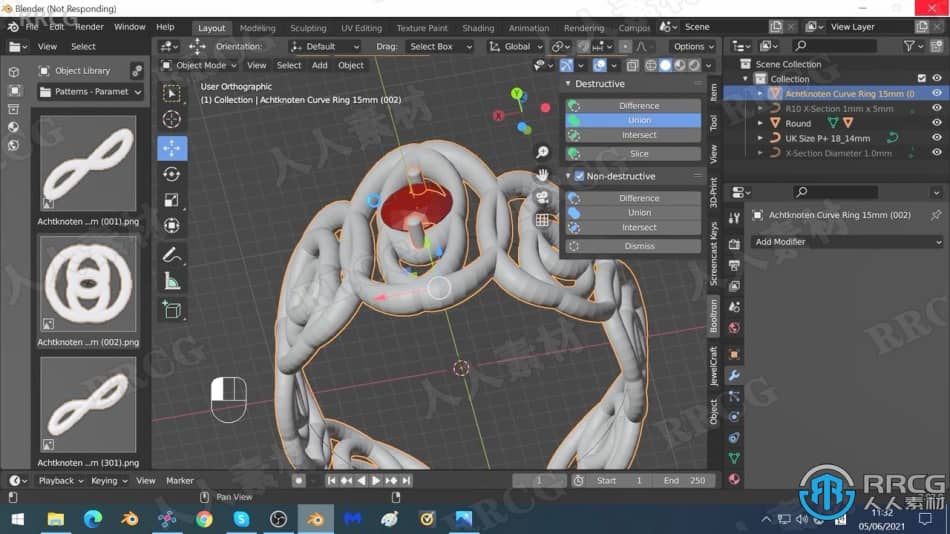 Blender (Not Responding)
File Edit Render Window Help Layout Modeling Sculpting UV Editing Texture Paint Shading Animation Rendering Compos Scene View Layer
View Select Orientation: Default Drag: Select Box Global Options
Object Library Object Mode View Select Add Object
Patterns - Paramet
User Orthographic
(1) Collection | Achtknoten Curve Ring 15mm (002)
Destructive
Difference
Union
Intersect
Slice
Non-destructive
Difference
Union
Intersect
Dismiss
Item
Tool
View
3D-Print
Screencast Keys
Booltron
JewelCraft
Object
X
Y
Scene Collection
Collection
Achtknoten Curve Ring 15mm (0
R10 X-Section 1mm x 5mm
Round
UK Size P+ 18_14mm
X-Section Diameter 1.0mm
Achtknoten Curve Ring 15mm (002)
Add Modifier
Achtknoten ...m (001).png
Achtknoten ...m (002).png
Achtknoten ...m (301).png
Playback Keying View Marker 1 Start 1 End 250
Pan View
11:32
05/06/2021
RRCG
人人素材